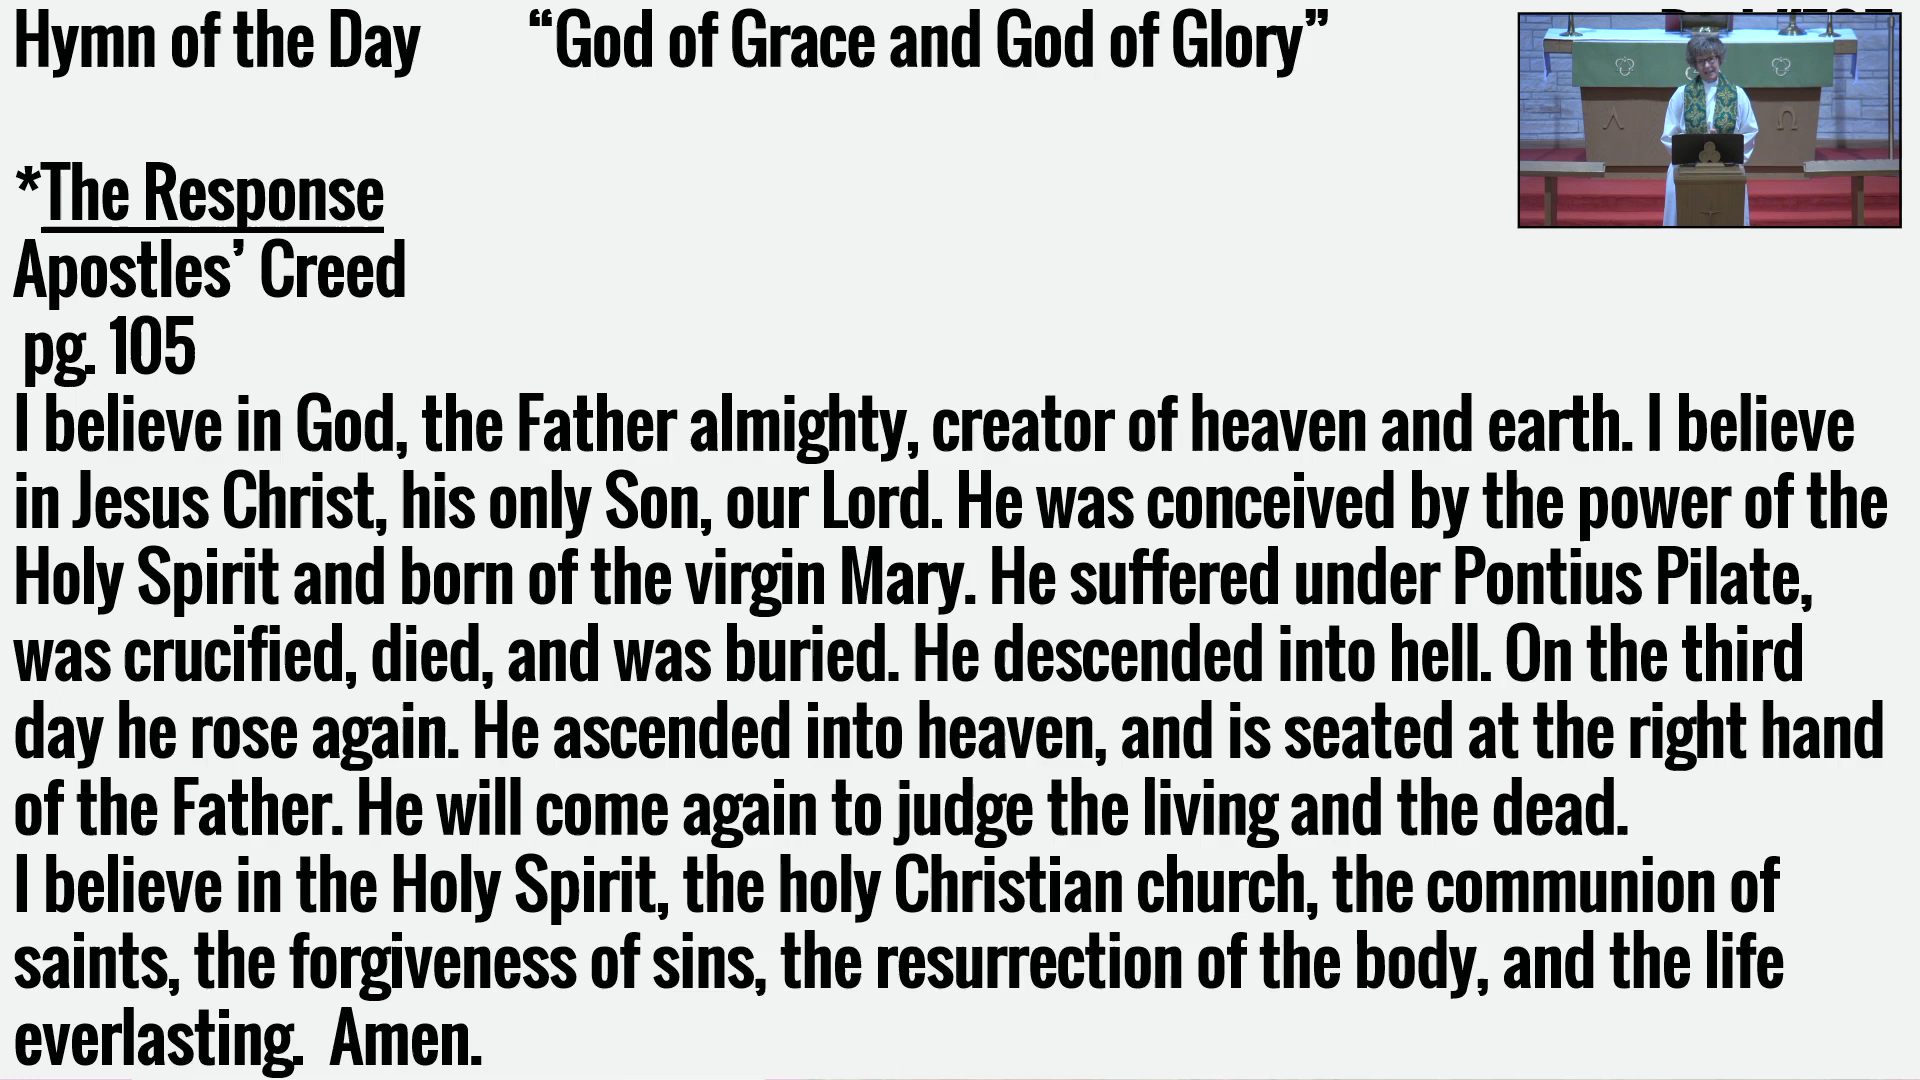 Hymn of the Day “God of Grace and God of Glory”
*The Response
Apostles’ Creed
pg. 105
I believe in God, the Father almighty, creator of heaven and earth. I believe
in Jesus Christ, his only Son, our Lord. He was conceived by the power of the
Holy Spirit and born of the virgin Mary. He suffered under Pontius Pilate,
was crucified, died, and was buried. He descended into hell. On the third
day he rose again. He ascended into heaven, and is seated at the right hand
of the Father. He will come again to judge the living and the dead.
I believe in the Holy Spirit, the holy Christian church, the communion of
saints, the forgiveness of sins, the resurrection of the body, and the life
everlasting. Amen.
Α Ω